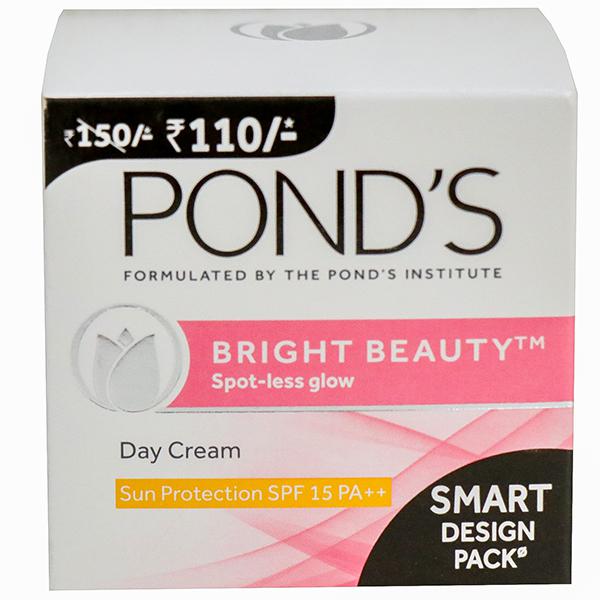 ₹150/-* ₹110/-*
POND'S
FORMULATED BY THE POND'S INSTITUTE
BRIGHT BEAUTY™
Spot-less glow
Day Cream
Sun Protection SPF 15 PA++
SMART
DESIGN
PACKø